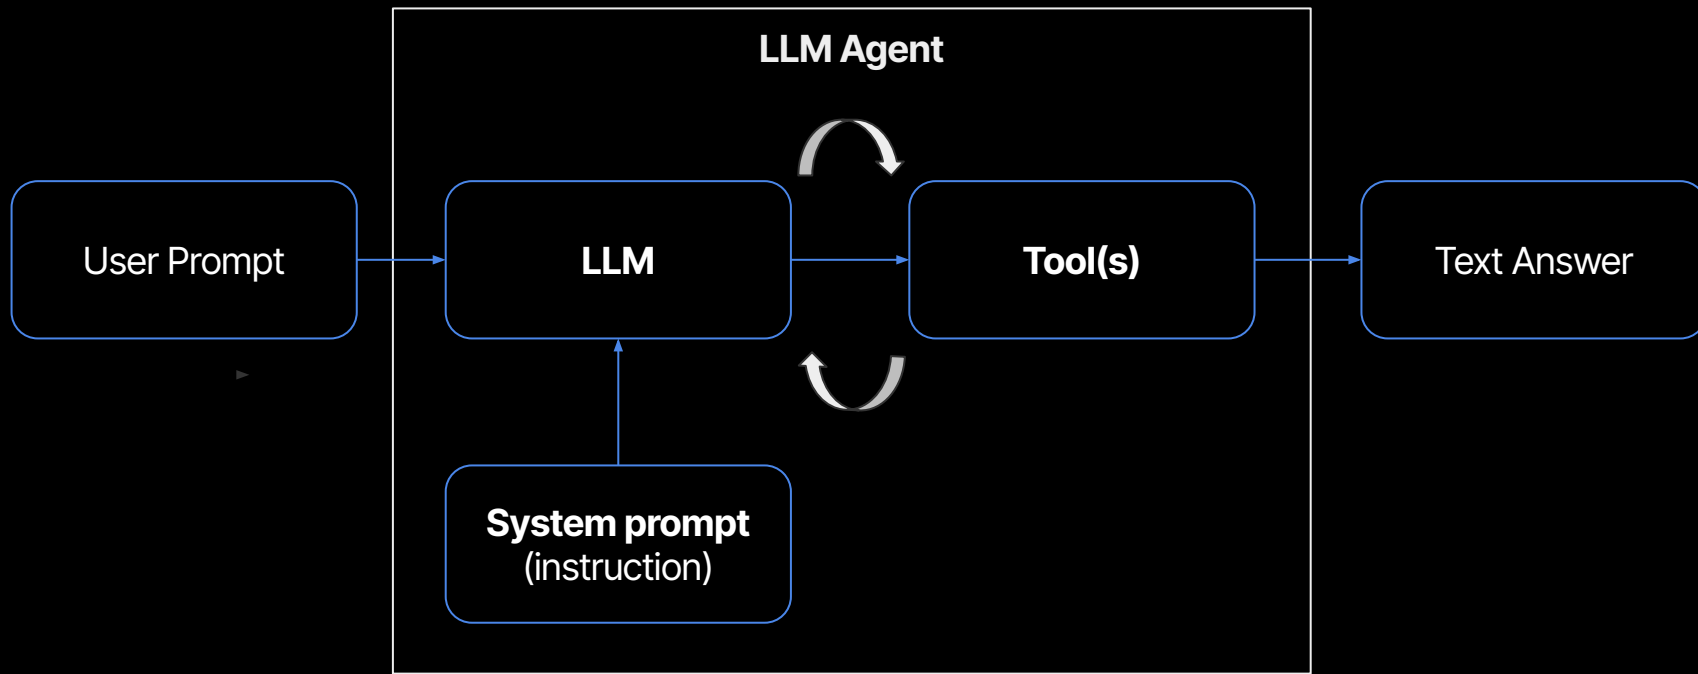 LLM Agent
User Prompt
LLM
Tool(s)
Text Answer
System prompt
(instruction)